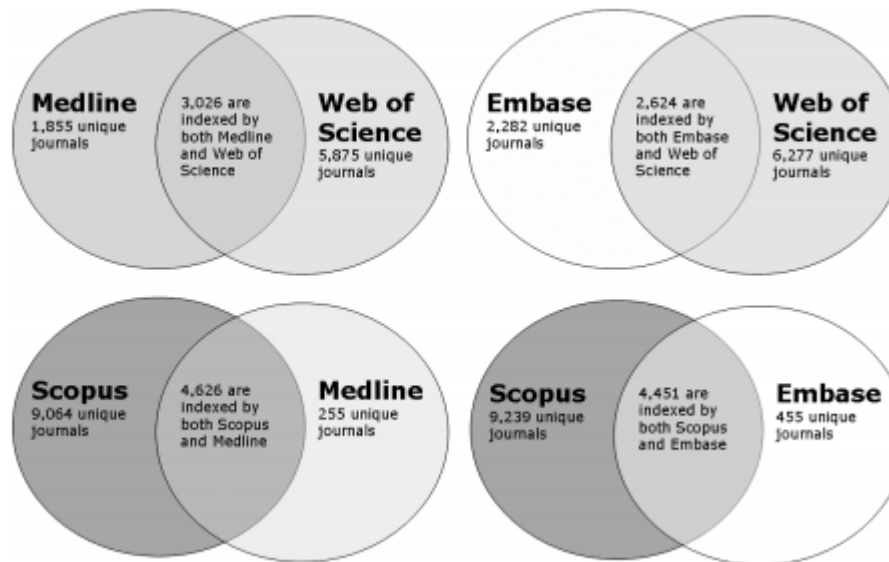 Medline
1,855 unique
journals
3,026 are
indexed by
both Medline
and Web of
Science
Web of
Science
5,875 unique
journals
Embase
2,282 unique
journals
2,624 are
indexed by
both Embase
and Web of
Science
Web of
Science
6,277 unique
journals
Scopus
9,064 unique
journals
4,626 are
indexed by
both Scopus
and Medline
Medline
255 unique
journals
Scopus
9,239 unique
journals
4,451 are
indexed by
both Scopus
and Embase
Embase
455 unique
journals